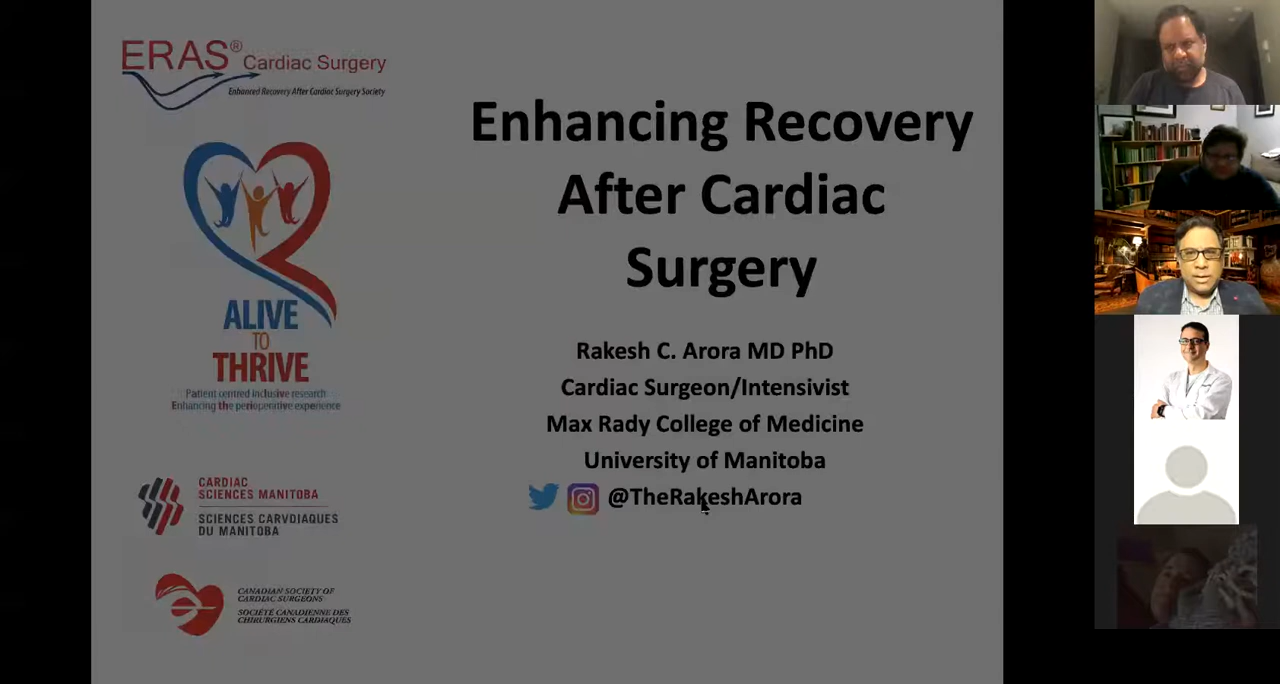 ERAS® Cardiac Surgery
Enhanced Recovery After Cardiac Surgery Society
ALIVE
TO
THRIVE
Patient centred inclusive research
Enhancing the perioperative experience
CARDIAC
SCIENCES MANITOBA
SCIENCES CARVOIAQUES
DU MANITOBA
CANADIAN SOCIETY OF
CARDIAC SURGEONS
SOCIÉTÉ CANADIENNE DES
CHIRURGIENS CARDIAQUES
Enhancing Recovery
After Cardiac
Surgery
Rakesh C. Arora MD PhD
Cardiac Surgeon/Intensivist
Max Rady College of Medicine
University of Manitoba
@TheRakeshArora